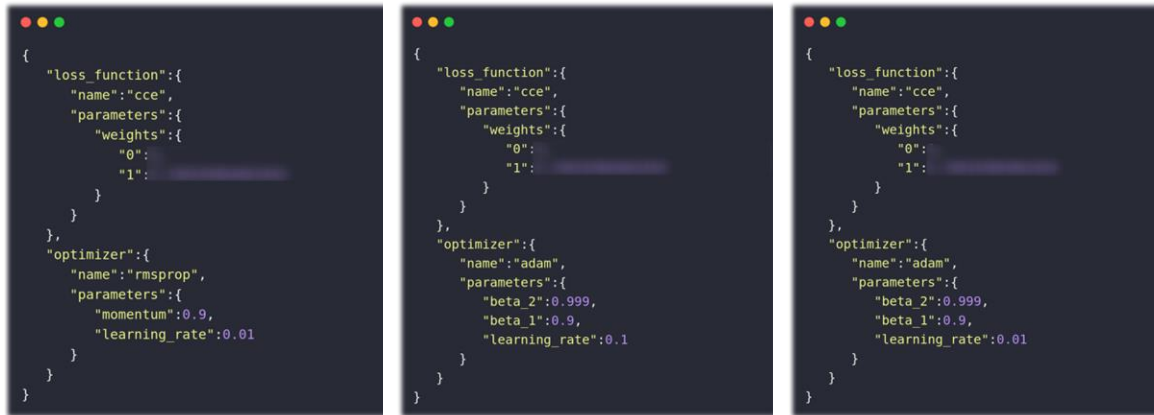 {
"loss_function":{
"name":"cce",
"parameters":{
"weights":{
"0":
"1":
}
}
},
"optimizer":{
"name":"rmsprop",
"parameters":{
"momentum":0.9,
"learning_rate":0.01
}
}
}
{
"loss_function":{
"name":"cce",
"parameters":{
"weights":{
"0":
"1":
}
}
},
"optimizer":{
"name":"adam",
"parameters":{
"beta_2":0.999,
"beta_1":0.9,
"learning_rate":0.1
}
}
}
{
"loss_function":{
"name":"cce",
"parameters":{
"weights":{
"0":
"1":
}
}
},
"optimizer":{
"name":"adam",
"parameters":{
"beta_2":0.999,
"beta_1":0.9,
"learning_rate":0.01
}
}
}